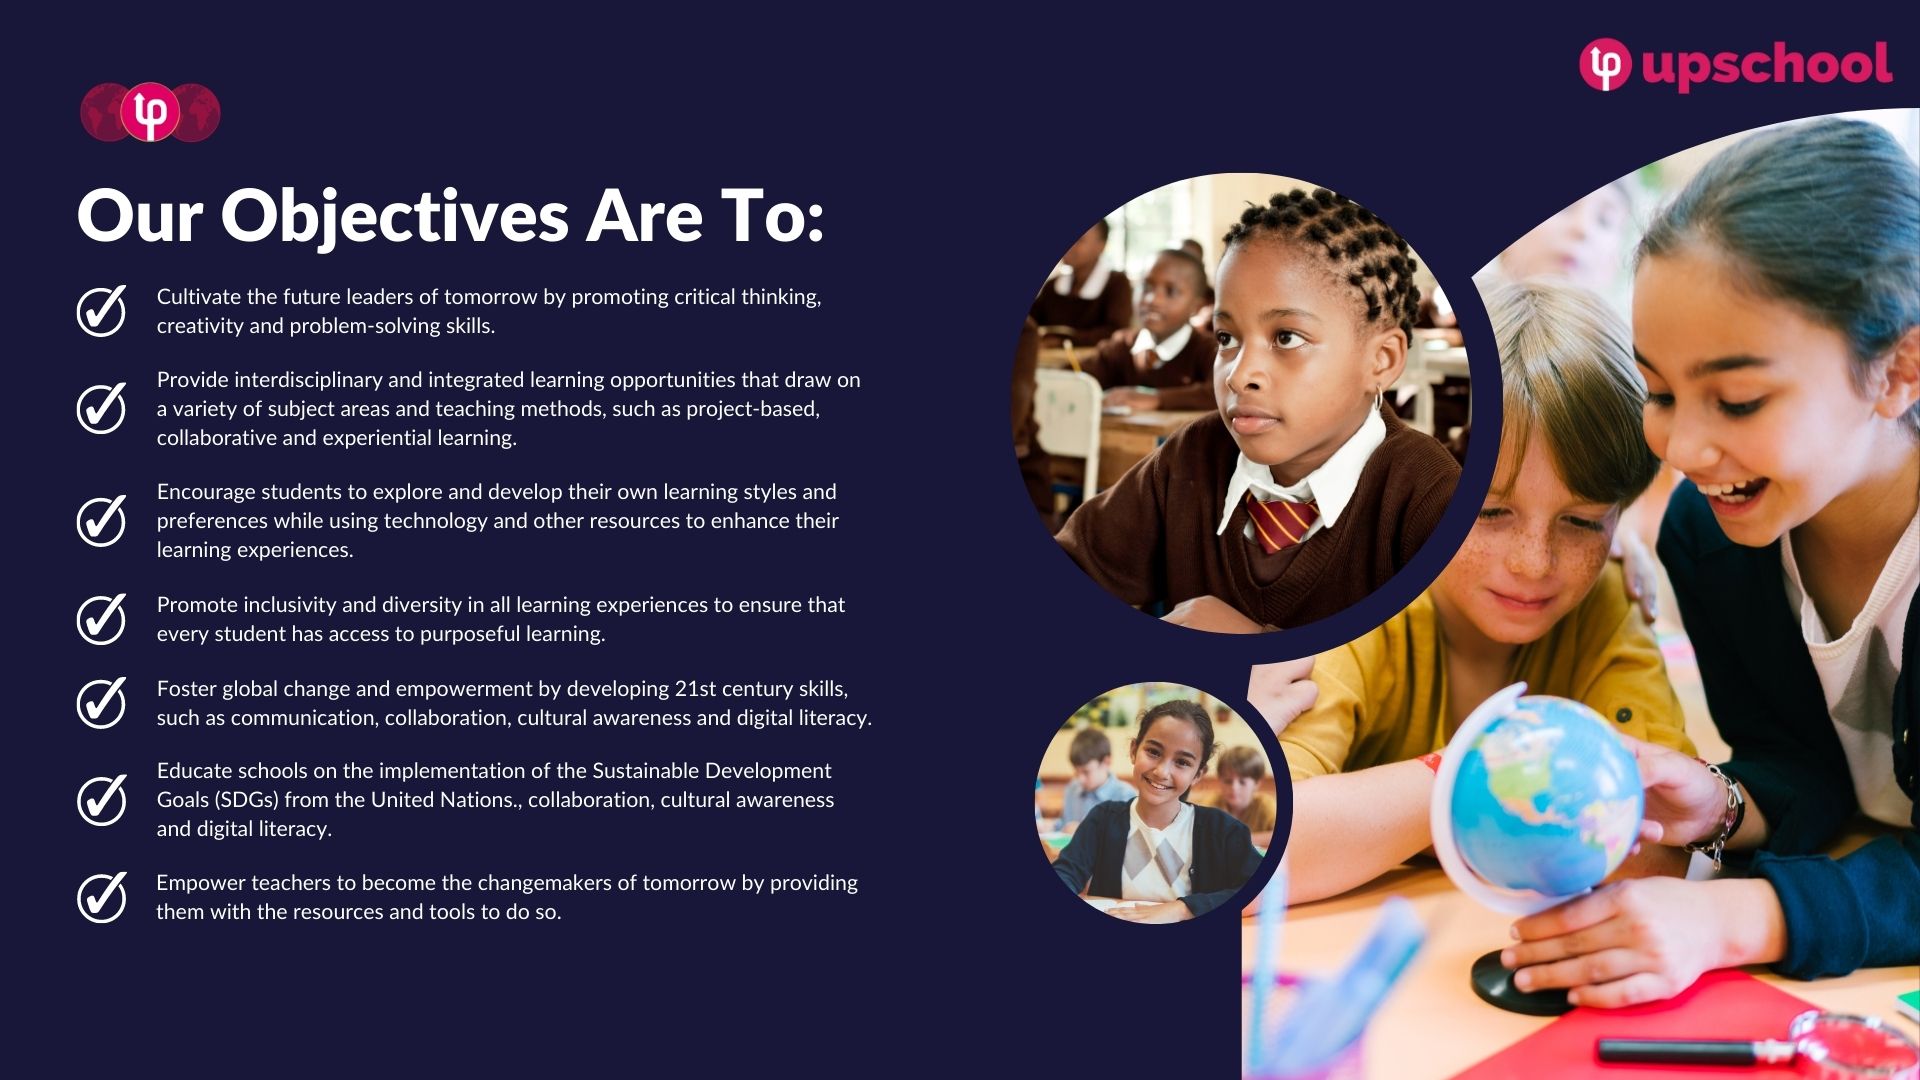 upschool
Our Objectives Are To:
Cultivate the future leaders of tomorrow by promoting critical thinking,
creativity and problem-solving skills.
Provide interdisciplinary and integrated learning opportunities that draw on
a variety of subject areas and teaching methods, such as project-based,
collaborative and experiential learning.
Encourage students to explore and develop their own learning styles and
preferences while using technology and other resources to enhance their
learning experiences.
Promote inclusivity and diversity in all learning experiences to ensure that
every student has access to purposeful learning.
Foster global change and empowerment by developing 21st century skills,
such as communication, collaboration, cultural awareness and digital literacy.
Educate schools on the implementation of the Sustainable Development
Goals (SDGs) from the United Nations., collaboration, cultural awareness
and digital literacy.
Empower teachers to become the changemakers of tomorrow by providing
them with the resources and tools to do so.